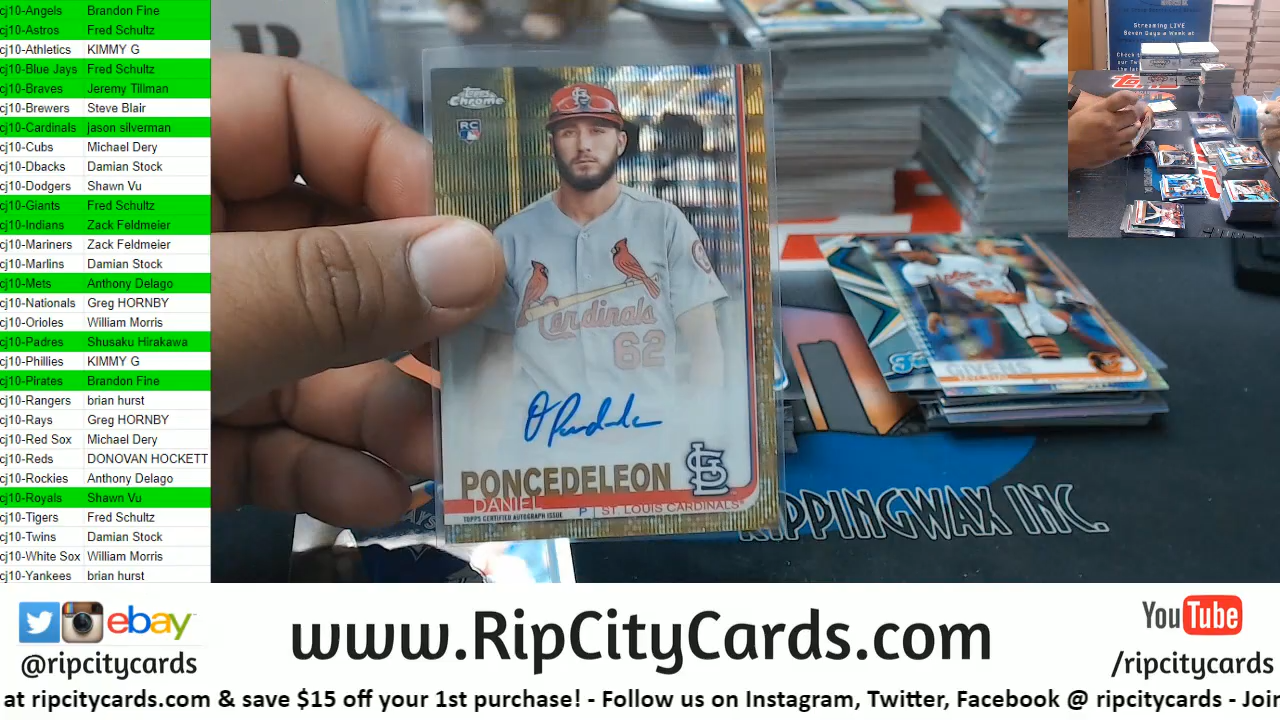 cj10-Angels Brandon Fine
cj10-Astros Fred Schultz
cj10-Athletics KIMMY G
cj10-Blue Jays Fred Schultz
cj10-Braves Jeremy Tillman
cj10-Brewers Steve Blair
cj10-Cardinals jason silverman
cj10-Cubs Michael Dery
cj10-Dbacks Damian Stock
cj10-Dodgers Shawn Vu
cj10-Giants Fred Schultz
cj10-Indians Zack Feldmeier
cj10-Mariners Zack Feldmeier
cj10-Marlins Damian Stock
cj10-Mets Anthony Delago
cj10-Nationals Greg HORNBY
cj10-Orioles William Morris
cj10-Padres Shusaku Hirakawa
cj10-Phillies KIMMY G
cj10-Pirates Brandon Fine
cj10-Rangers brian hurst
cj10-Rays Greg HORNBY
cj10-Red Sox Michael Dery
cj10-Reds DONOVAN HOCKETT
cj10-Rockies Anthony Delago
cj10-Royals Shawn Vu
cj10-Tigers Fred Schultz
cj10-Twins Damian Stock
cj10-White Sox William Morris
cj10-Yankees brian hurst
Topps
Chrome
RC
Cardinals
62
PONCEDELEON
DANIEL
TOPPS CERTIFIED AUTOGRAPH ISSUE P ST. LOUIS CARDINALS
GIVENS
RIPPINGWAX INC.
Streaming LIVE
Seven Days a Week at
ebay
@ripcitycards
www.RipCityCards.com
YouTube
/ripcitycards
at ripcitycards.com & save $15 off your 1st purchase! - Follow us on Instagram, Twitter, Facebook @ ripcitycards - Join